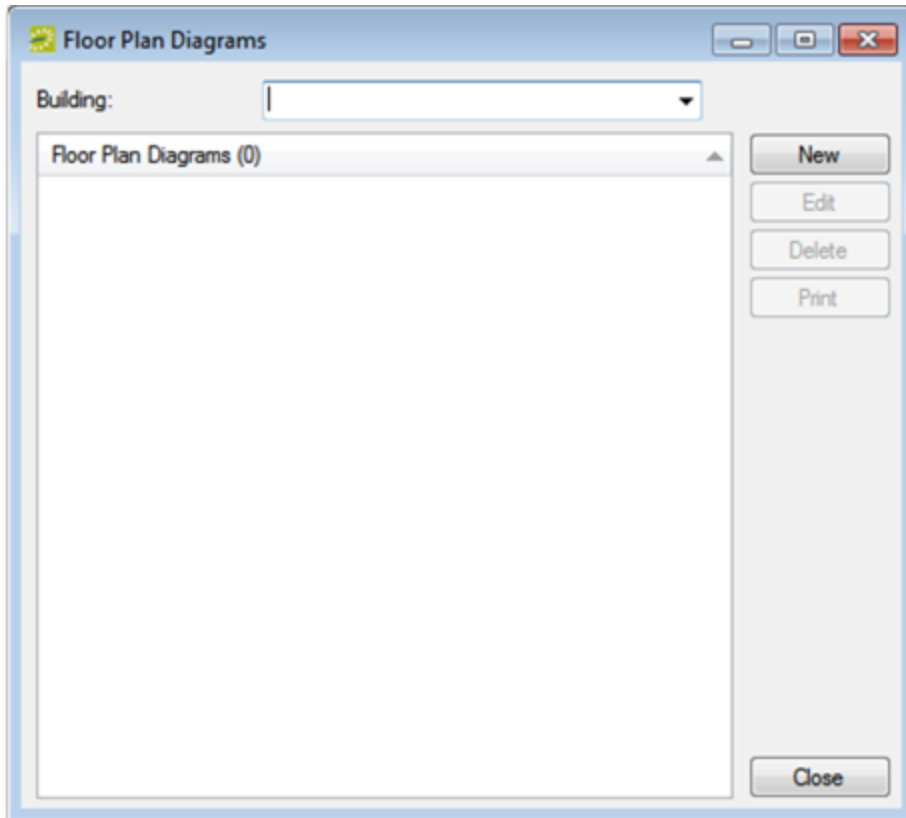 Floor Plan Diagrams
Building:
Floor Plan Diagrams (0)
New
Edit
Delete
Print
Close